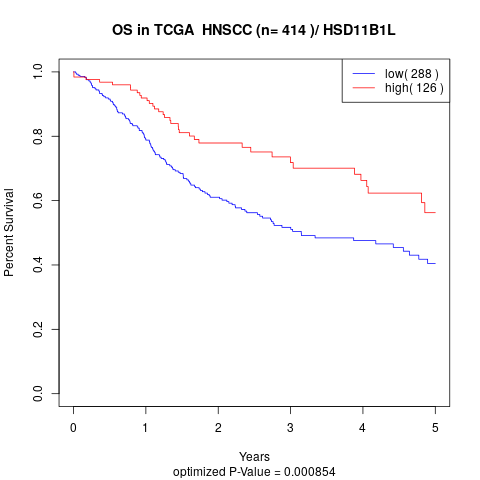 OS in TCGA  HNSCC (n= 414 )/ HSD11B1L
low( 288 )
high( 126 )
Percent Survival
1.0
0.8
0.6
0.4
0.2
0.0
0 1 2 3 4 5
Years
optimized P-Value = 0.000854